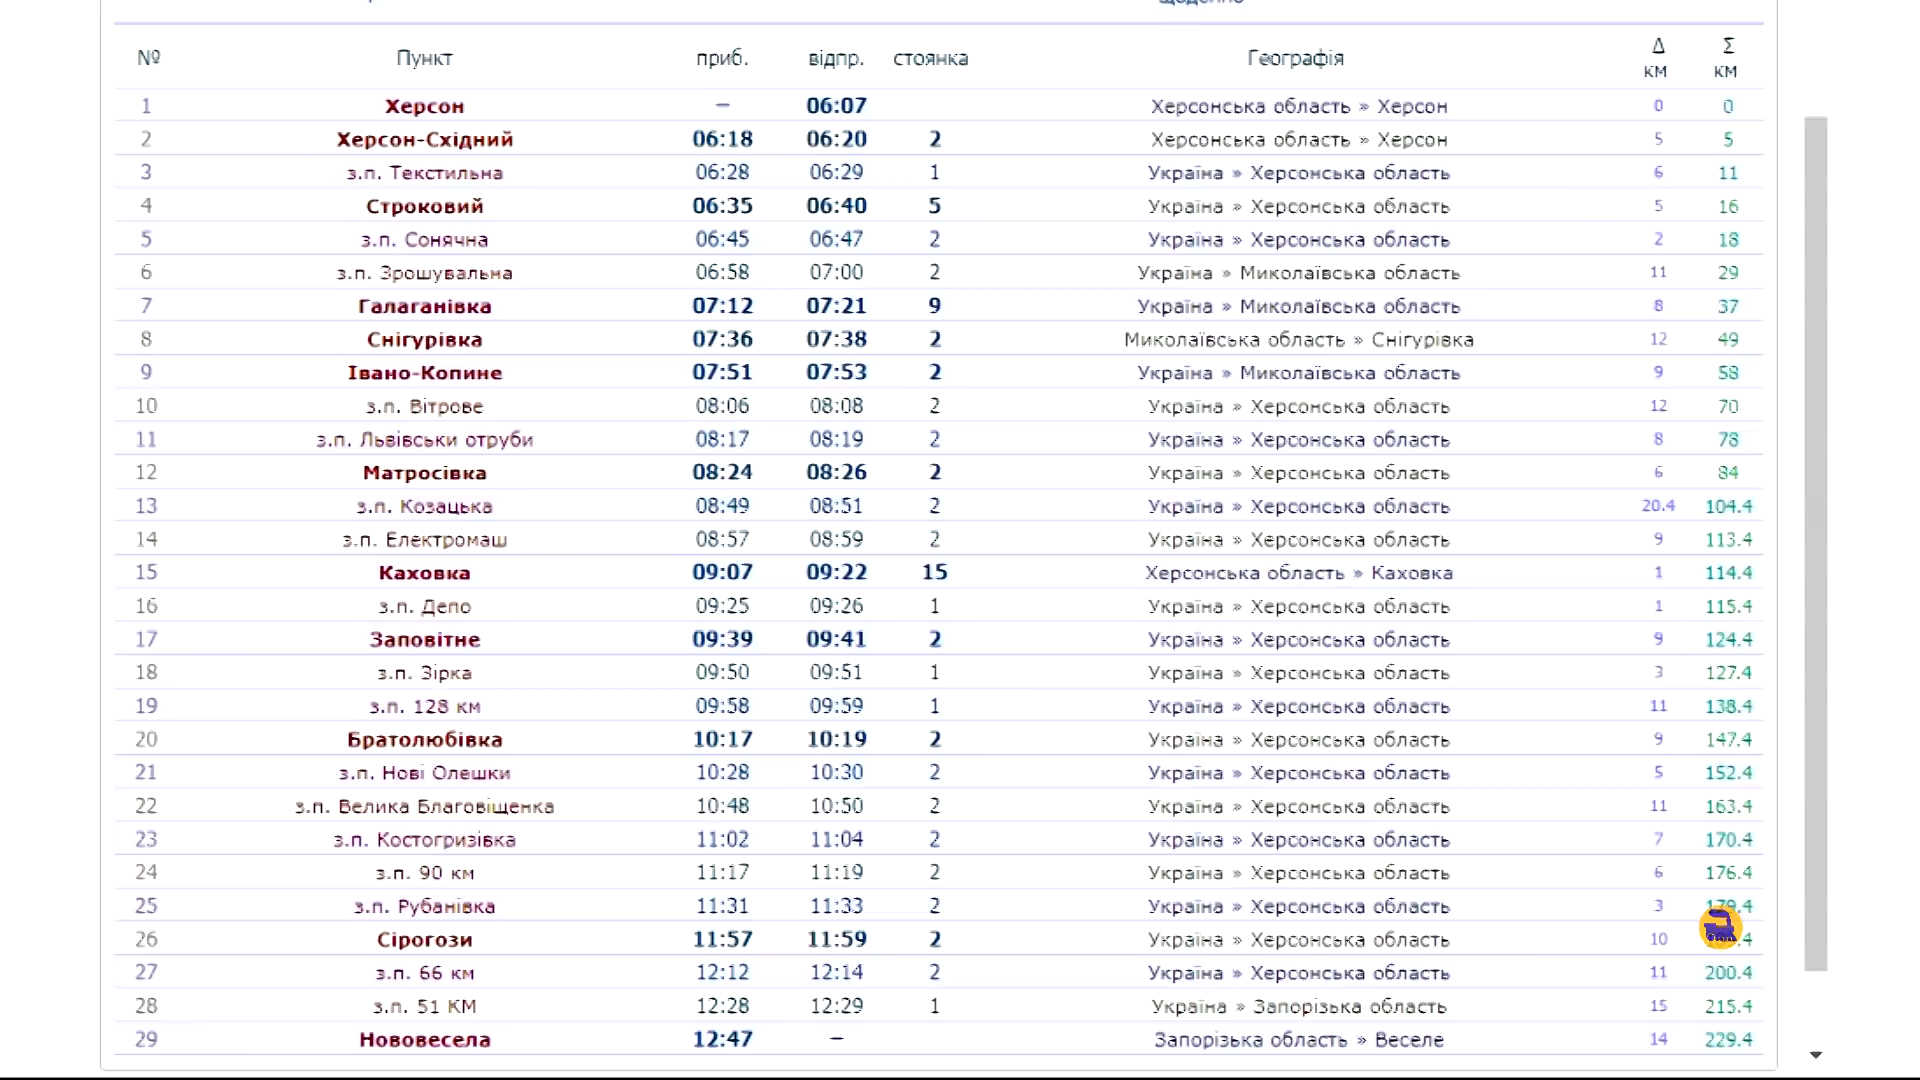 № Пункт приб. відпр. стоянка Географія Δ км Σ км
1 Херсон – 06:07 Херсонська область » Херсон 0 0
2 Херсон-Східний 06:18 06:20 2 Херсонська область » Херсон 5 5
3 з.п. Текстильна 06:28 06:29 1 Україна » Херсонська область 6 11
4 Строковий 06:35 06:40 5 Україна » Херсонська область 5 16
5 з.п. Сонячна 06:45 06:47 2 Україна » Херсонська область 2 18
6 з.п. Зрошувальна 06:58 07:00 2 Україна » Миколаївська область 11 29
7 Галаганівка 07:12 07:21 9 Україна » Миколаївська область 8 37
8 Снігурівка 07:36 07:38 2 Миколаївська область » Снігурівка 12 49
9 Івано-Копине 07:51 07:53 2 Україна » Миколаївська область 9 58
10 з.п. Вітрове 08:06 08:08 2 Україна » Херсонська область 12 70
11 з.п. Львівськи отруби 08:17 08:19 2 Україна » Херсонська область 8 78
12 Матросівка 08:24 08:26 2 Україна » Херсонська область 6 84
13 з.п. Козацька 08:49 08:51 2 Україна » Херсонська область 20.4 104.4
14 з.п. Електромаш 08:57 08:59 2 Україна » Херсонська область 9 113.4
15 Каховка 09:07 09:22 15 Херсонська область » Каховка 1 114.4
16 з.п. Депо 09:25 09:26 1 Україна » Херсонська область 1 115.4
17 Заповітне 09:39 09:41 2 Україна » Херсонська область 9 124.4
18 з.п. Зірка 09:50 09:51 1 Україна » Херсонська область 3 127.4
19 з.п. 128 км 09:58 09:59 1 Україна » Херсонська область 11 138.4
20 Братолюбівка 10:17 10:19 2 Україна » Херсонська область 9 147.4
21 з.п. Нові Олешки 10:28 10:30 2 Україна » Херсонська область 5 152.4
22 з.п. Велика Благовіщенка 10:48 10:50 2 Україна » Херсонська область 11 163.4
23 з.п. Костогризівка 11:02 11:04 2 Україна » Херсонська область 7 170.4
24 з.п. 90 км 11:17 11:19 2 Україна » Херсонська область 6 176.4
25 з.п. Рубанівка 11:31 11:33 2 Україна » Херсонська область 3 179.4
26 Сірогози 11:57 11:59 2 Україна » Херсонська область 10
27 з.п. 66 км 12:12 12:14 2 Україна » Херсонська область 11 200.4
28 з.п. 51 КМ 12:28 12:29 1 Україна » Запорізька область 15 215.4
29 Нововесела 12:47 – Запорізька область » Веселе 14 229.4